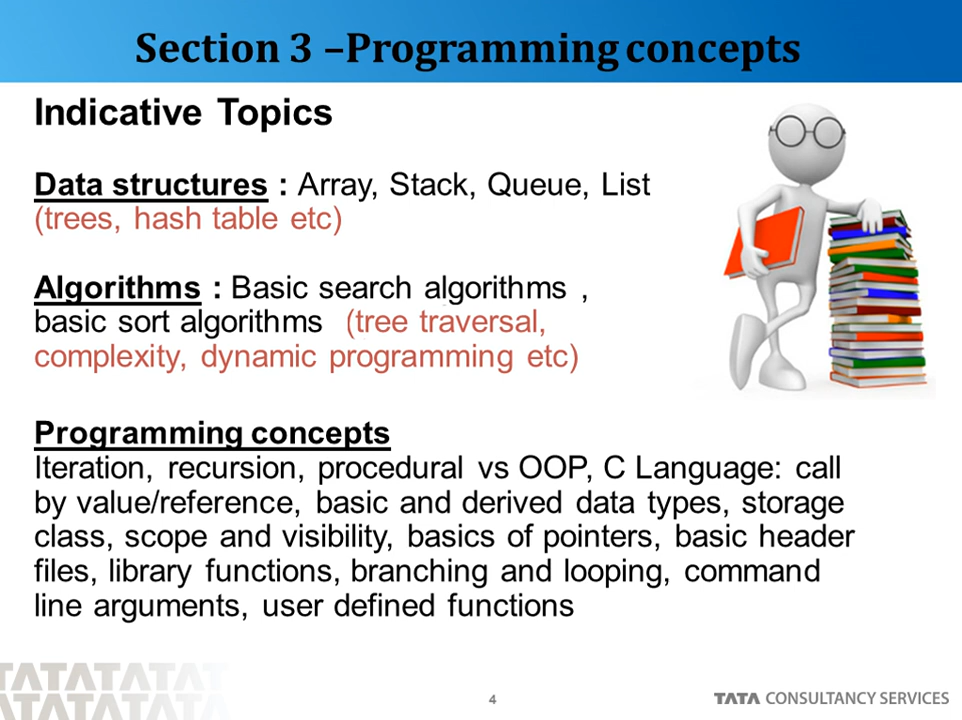 Section 3 –Programming concepts
Indicative Topics
Data structures : Array, Stack, Queue, List
(trees, hash table etc)
Algorithms : Basic search algorithms ,
basic sort algorithms (tree traversal,
complexity, dynamic programming etc)
Programming concepts
Iteration, recursion, procedural vs OOP, C Language: call
by value/reference, basic and derived data types, storage
class, scope and visibility, basics of pointers, basic header
files, library functions, branching and looping, command
line arguments, user defined functions
TATATATATATA
ATATATATATA
4
TATA CONSULTANCY SERVICES